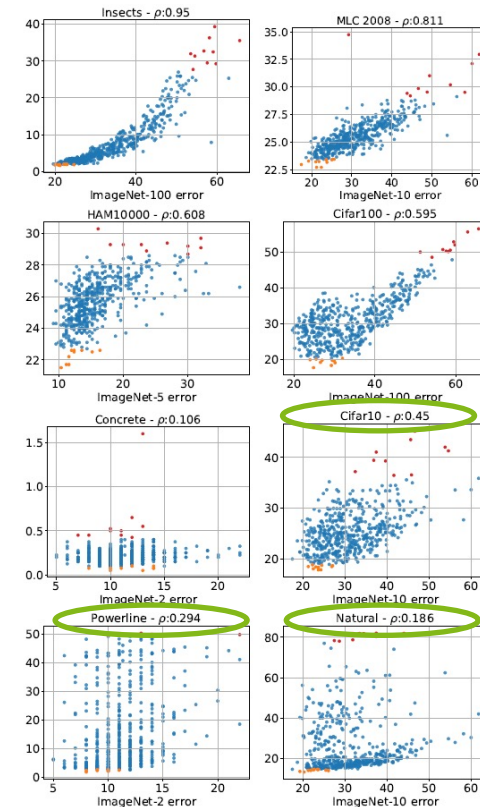 Insects - ρ:0.95
40
30
20
10
0
20 30 40 50 60
ImageNet-100 error
MLC 2008 - ρ:0.811
35.0
32.5
30.0
27.5
25.0
22.5
20 30 40 50 60
ImageNet-10 error
HAM10000 - ρ:0.608
30
28
26
24
22
10 20 30
ImageNet-5 error
Cifar100 - ρ:0.595
50
40
30
20
20 40 60
ImageNet-100 error
Concrete - ρ:0.106
1.5
1.0
0.5
0.0
5 10 15 20
ImageNet-2 error
Cifar10 - ρ:0.45
40
30
20
20 30 40 50 60
ImageNet-10 error
Powerline - ρ:0.294
50
40
30
20
10
0
5 10 15 20
ImageNet-2 error
Natural - ρ:0.186
80
60
40
20
20 30 40 50 60
ImageNet-10 error